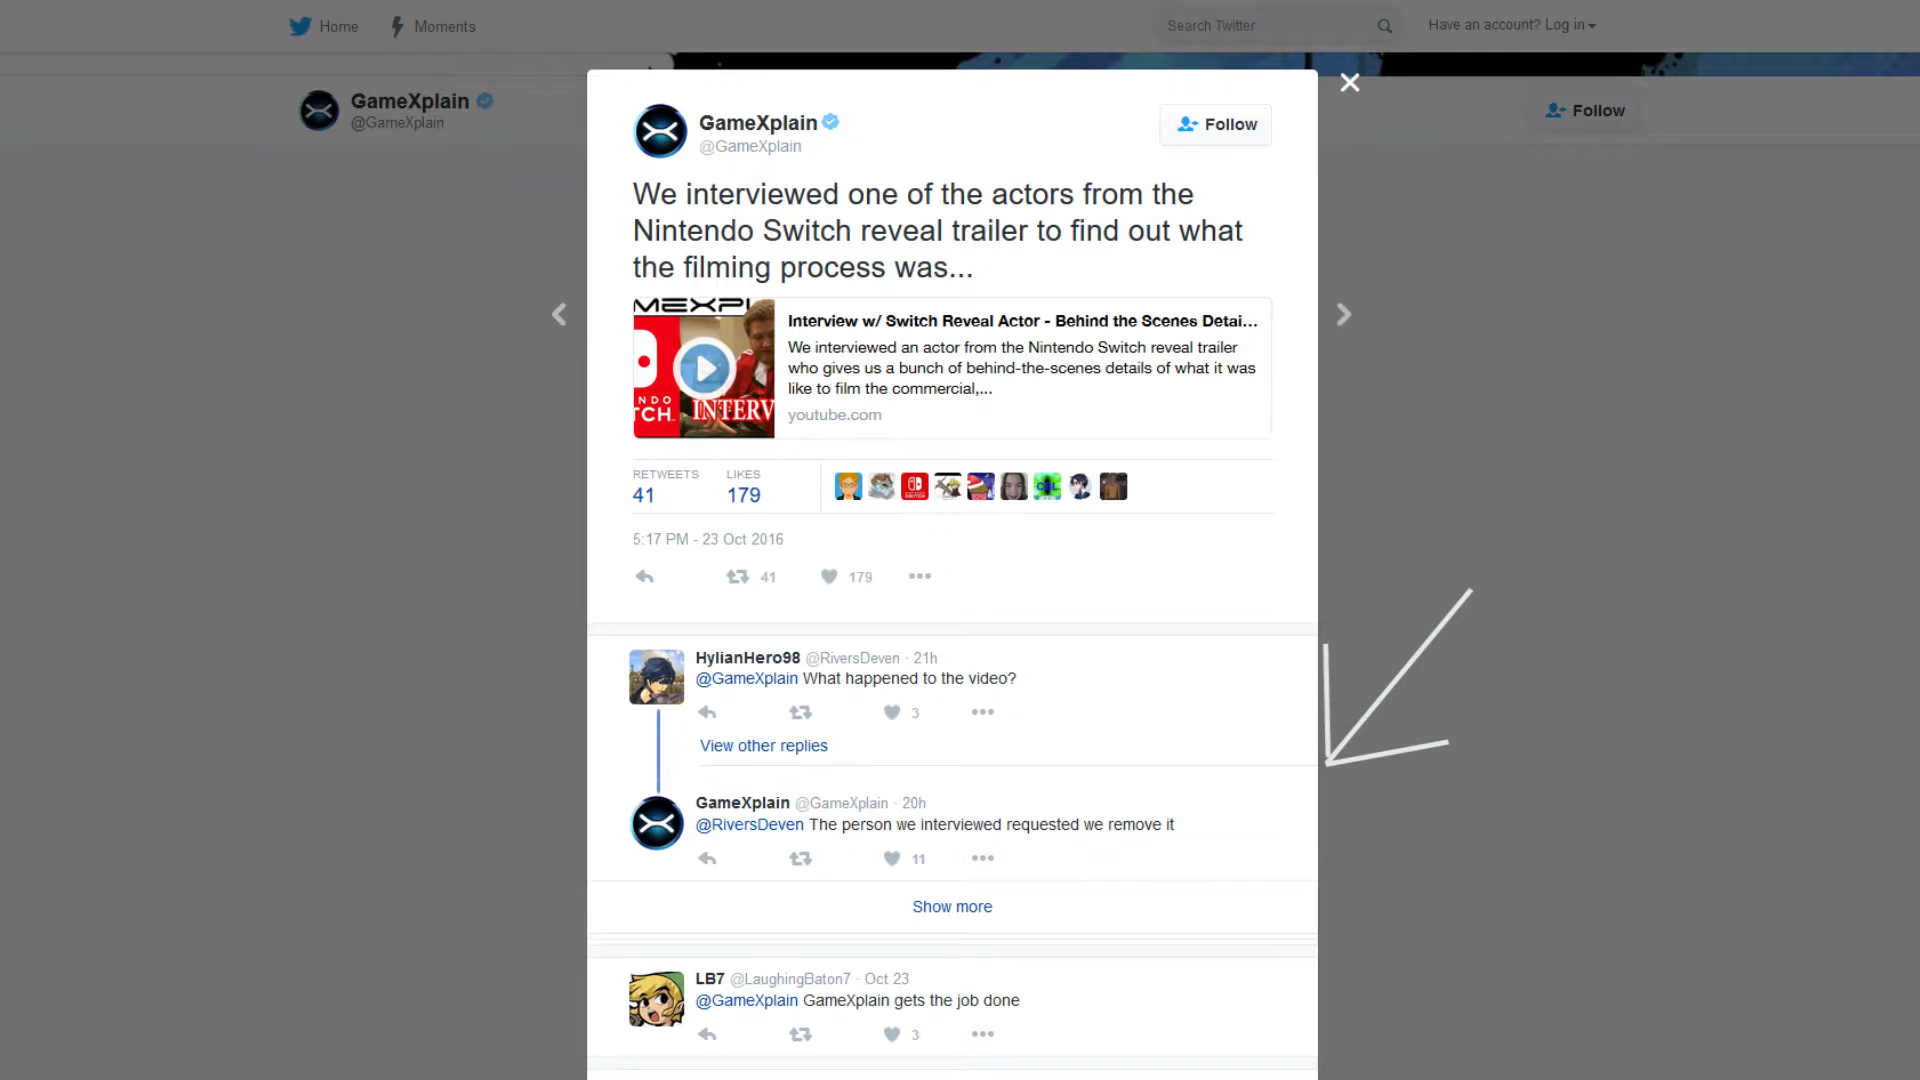 Home
Moments
Search Twitter
Have an account? Log in
GameXplain
@GameXplain
Follow
GameXplain
@GameXplain
Follow
We interviewed one of the actors from the
Nintendo Switch reveal trailer to find out what
the filming process was...
MEXPL
NDO
TCH
INTERV
Interview w/ Switch Reveal Actor - Behind the Scenes Detai...
We interviewed an actor from the Nintendo Switch reveal trailer
who gives us a bunch of behind-the-scenes details of what it was
like to film the commercial,...
youtube.com
RETWEETS
41
LIKES
179
5:17 PM - 23 Oct 2016
41
179
HylianHero98 @RiversDeven · 21h
@GameXplain What happened to the video?
3
View other replies
GameXplain @GameXplain · 20h
@RiversDeven The person we interviewed requested we remove it
11
Show more
LB7 @LaughingBaton7 · Oct 23
@GameXplain GameXplain gets the job done
3